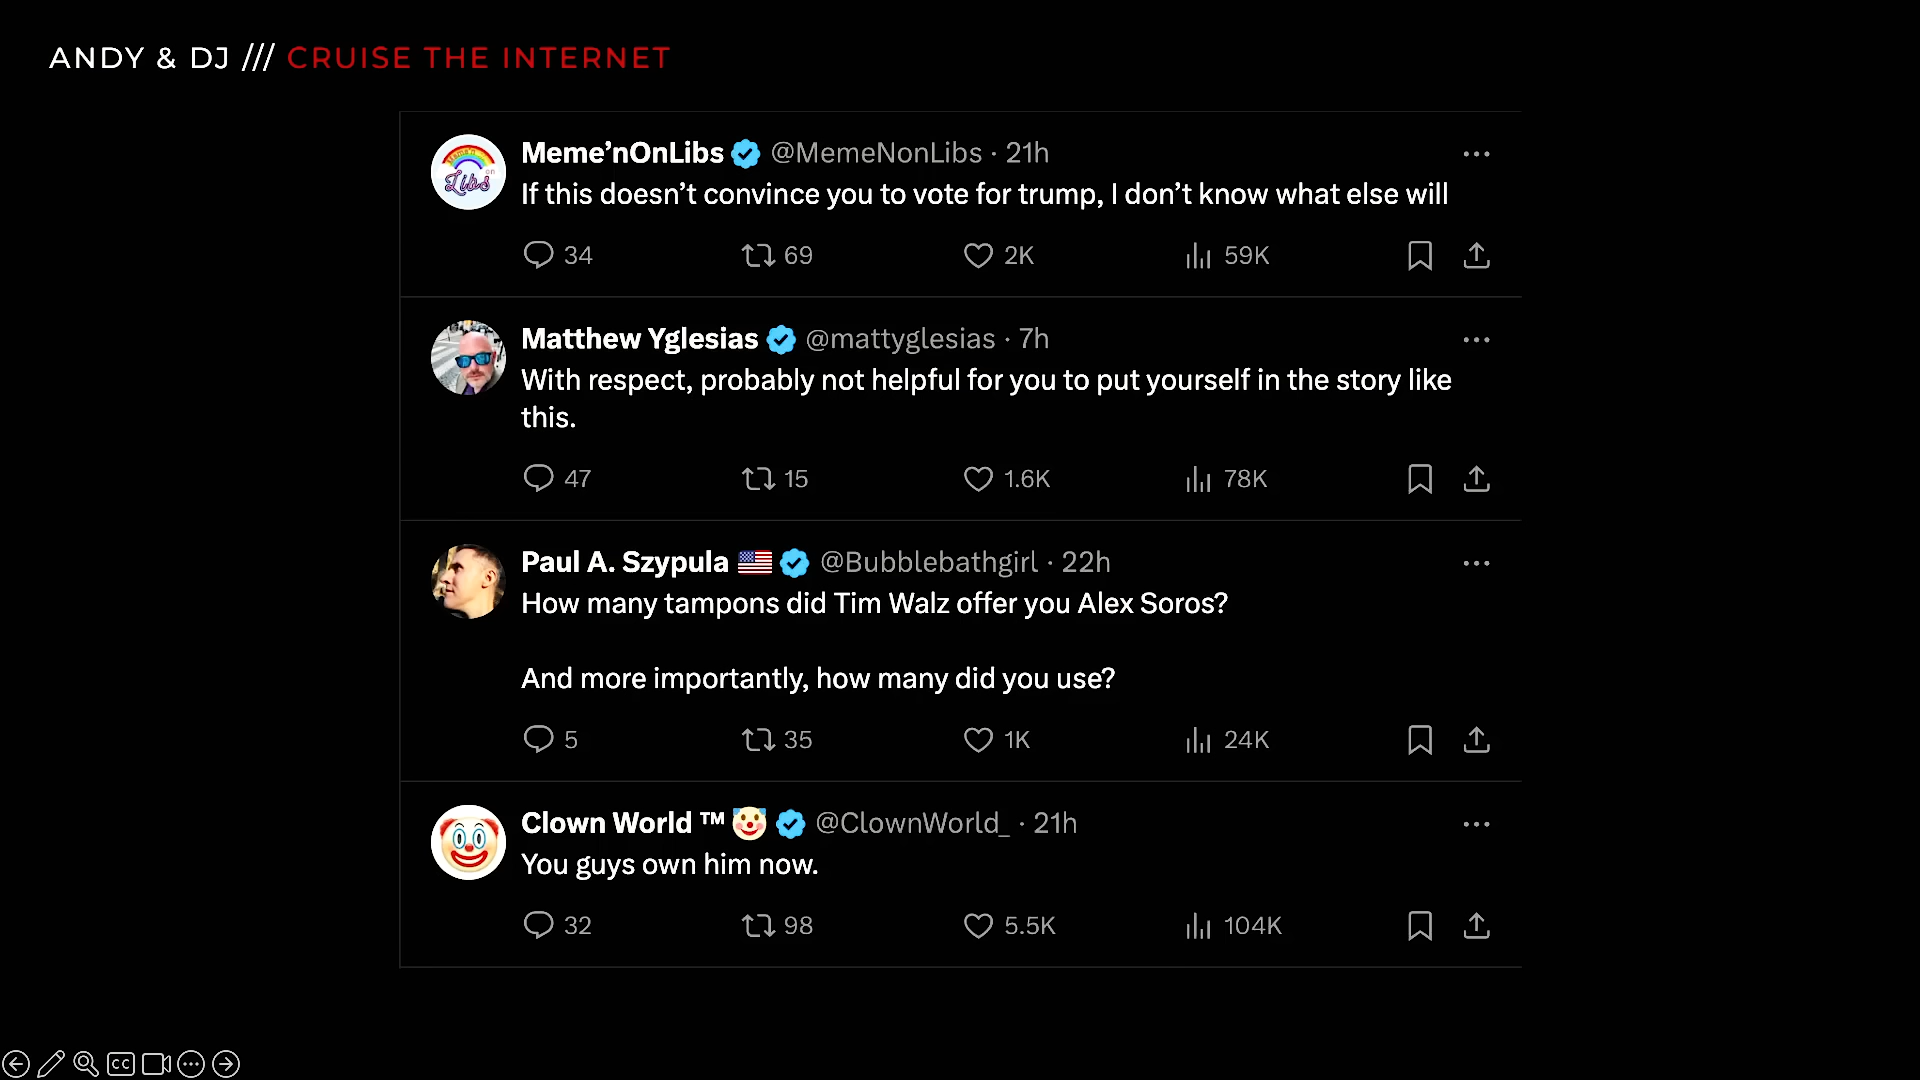 ANDY & DJ /// CRUISE THE INTERNET
Meme’nOnLibs @MemeNonLibs · 21h
If this doesn’t convince you to vote for trump, I don’t know what else will
34 69 2K 59K
Matthew Yglesias @mattyglesias · 7h
With respect, probably not helpful for you to put yourself in the story like
this.
47 15 1.6K 78K
Paul A. Szypula 🇺🇸 @Bubblebathgirl · 22h
How many tampons did Tim Walz offer you Alex Soros?
And more importantly, how many did you use?
5 35 1K 24K
Clown World ™ 🤡 @ClownWorld_ · 21h
You guys own him now.
32 98 5.5K 104K
CC